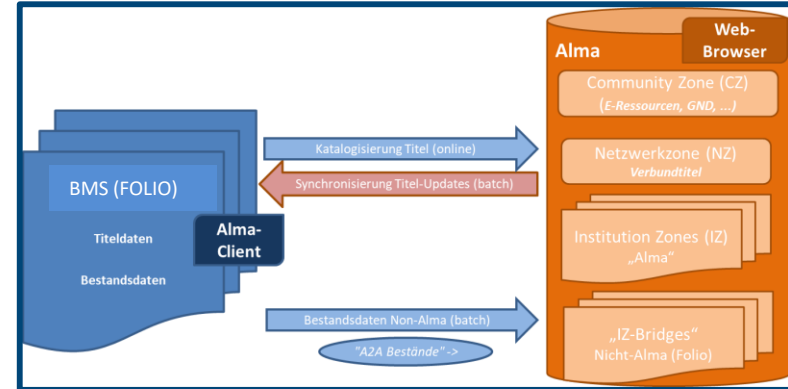 BMS (FOLIO)
Titeldaten
Bestandsdaten
Alma-
Client
Katalogisierung Titel (online)
Synchronisierung Titel-Updates (batch)
Bestandsdaten Non-Alma (batch)
"A2A Bestände" ->
Alma
Web-
Browser
Community Zone (CZ)
(E-Ressourcen, GND, ...)
Netzwerkzone (NZ)
Verbundtitel
Institution Zones (IZ)
„Alma“
„IZ-Bridges“
Nicht-Alma (Folio)